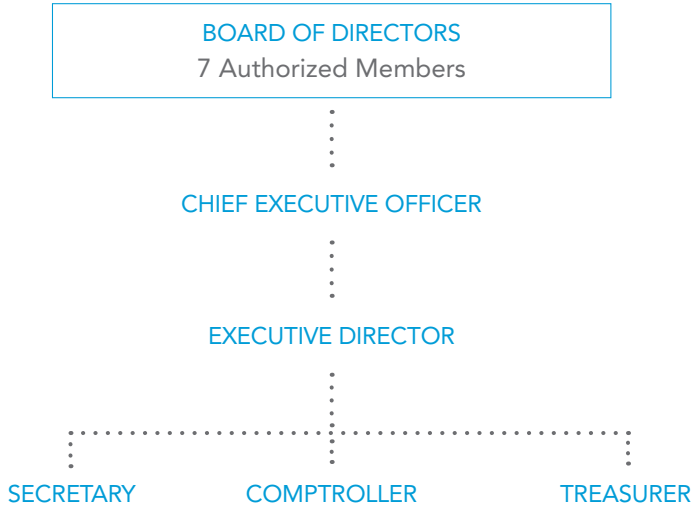 BOARD OF DIRECTORS
7 Authorized Members
CHIEF EXECUTIVE OFFICER
EXECUTIVE DIRECTOR
SECRETARY
COMPTROLLER
TREASURER